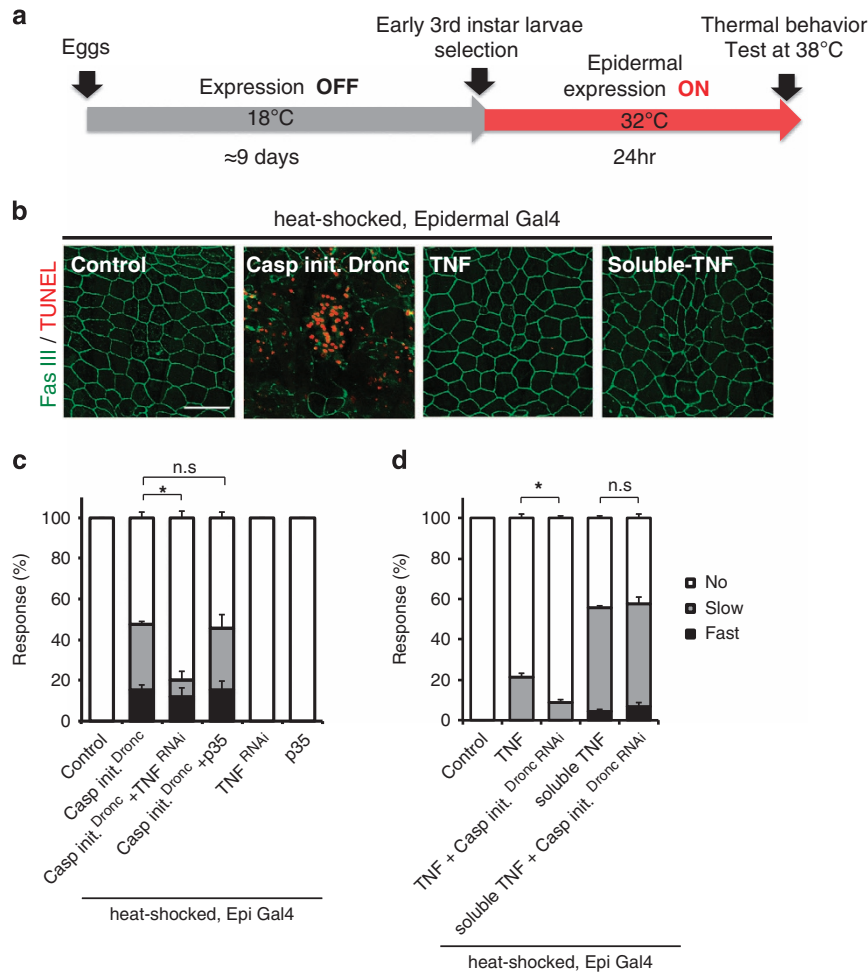 a
Eggs
Early 3rd instar larvae
selection
Thermal behavior
Test at 38°C
Expression OFF
Epidermal
expression ON
18°C
32°C
≈9 days
24hr
b
heat-shocked, Epidermal Gal4
Fas III / TUNEL
Control
Casp init. Dronc
TNF
Soluble-TNF
c
n.s
*
Response (%)
100
80
60
40
20
0
Control
Casp init. Dronc
Casp init. Dronc +TNF RNAi
Casp init. Dronc +p35
TNF RNAi
p35
heat-shocked, Epi Gal4
d
*
n.s
Response (%)
100
80
60
40
20
0
No
Slow
Fast
Control
TNF
TNF + Casp init. Dronc RNAi
soluble TNF
soluble TNF + Casp init. Dronc RNAi
heat-shocked, Epi Gal4